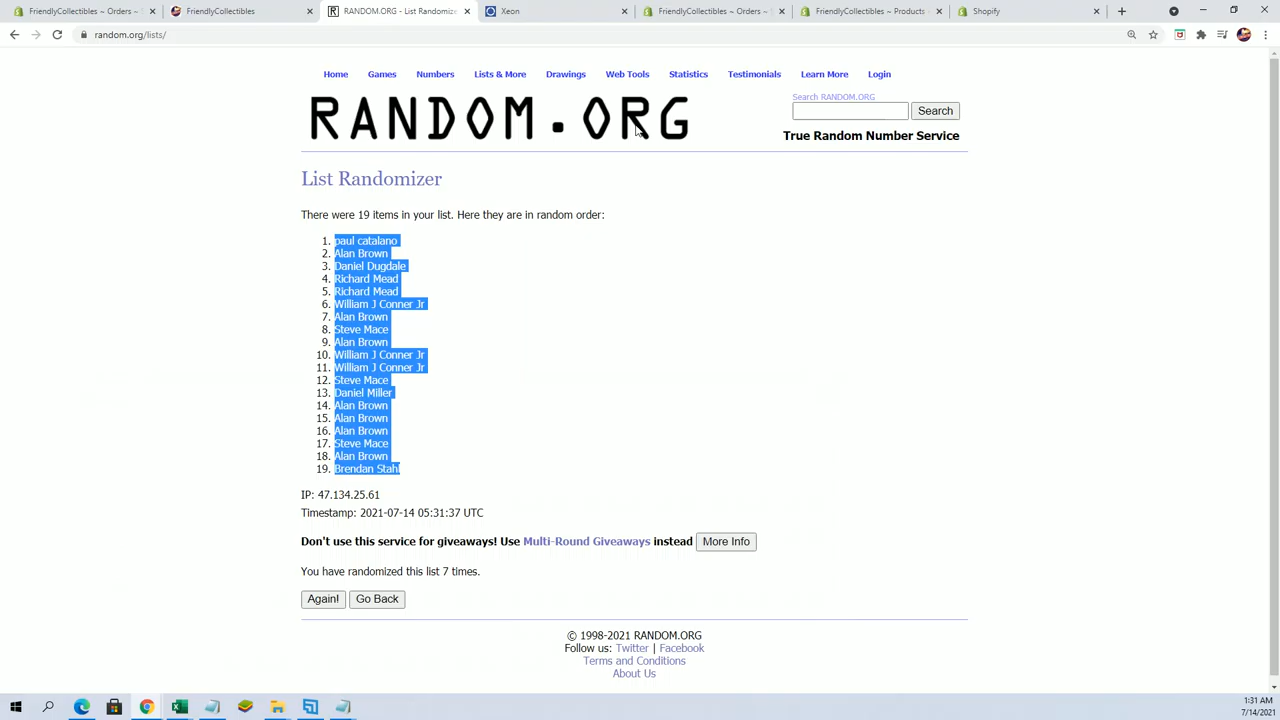 FriendlyCollectibles ~ Orders ~
FriendlyCollectibles
RANDOM.ORG - List Randomizer
Xeon
FriendlyCollectibles ~ Orders ~
FriendlyCollectibles ~ Products ~
Shopify
random.org/lists/
Home Games Numbers Lists & More Drawings Web Tools Statistics Testimonials Learn More Login
RANDOM.ORG
Search RANDOM.ORG
Search
True Random Number Service
List Randomizer
There were 19 items in your list. Here they are in random order:
1. paul catalano
2. Alan Brown
3. Daniel Dugdale
4. Richard Mead
5. Richard Mead
6. William J Conner Jr
7. Alan Brown
8. Steve Mace
9. Alan Brown
10. William J Conner Jr
11. William J Conner Jr
12. Steve Mace
13. Daniel Miller
14. Alan Brown
15. Alan Brown
16. Alan Brown
17. Steve Mace
18. Alan Brown
19. Brendan Stahl
IP: 47.134.25.61
Timestamp: 2021-07-14 05:31:37 UTC
Don't use this service for giveaways! Use Multi-Round Giveaways instead More Info
You have randomized this list 7 times.
Again! Go Back
© 1998-2021 RANDOM.ORG
Follow us: Twitter | Facebook
Terms and Conditions
About Us
1:31 AM
7/14/2021